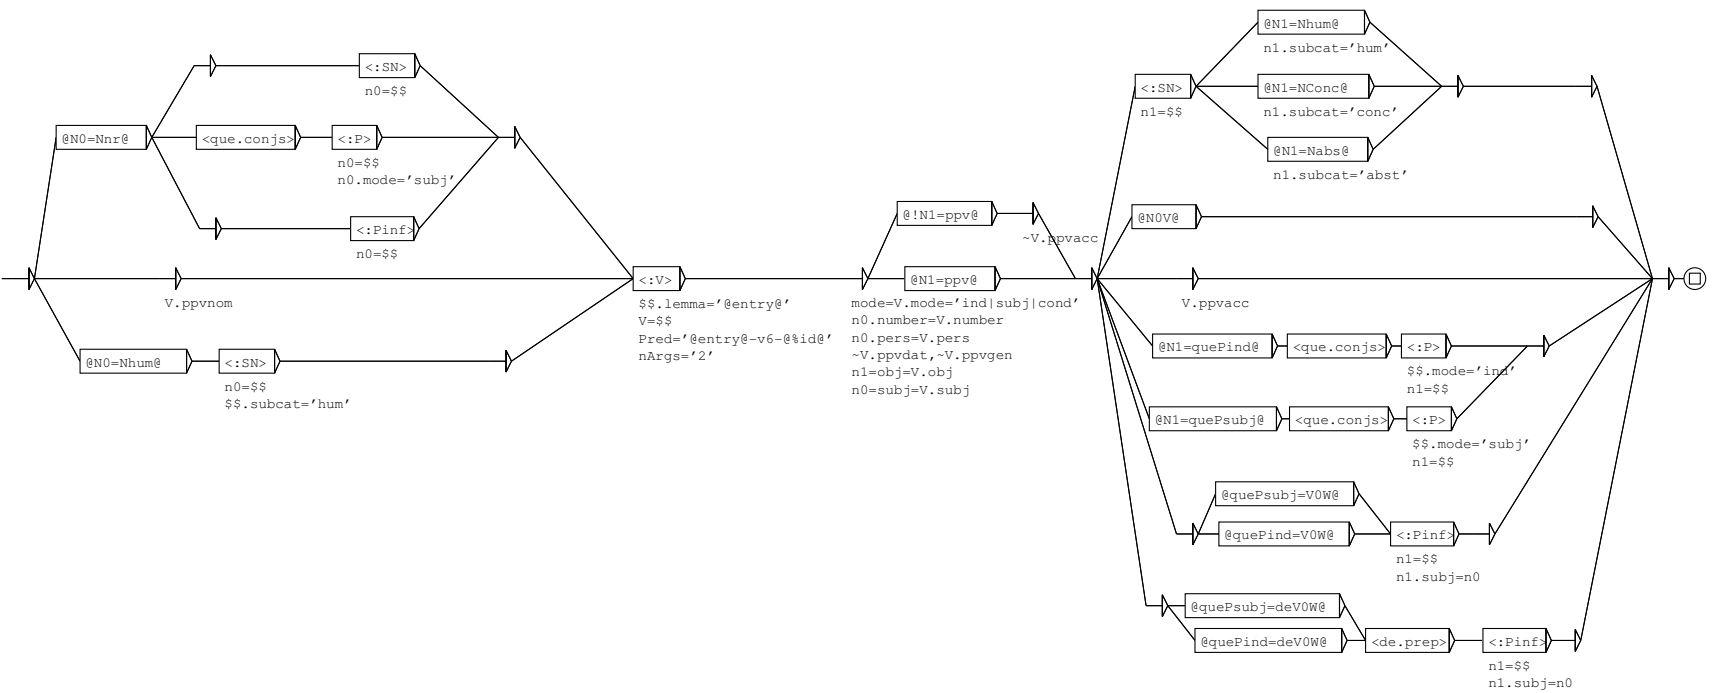 <:SN>
n0=$$
@N0=Nnr@
<que.conjs>
<:P>
n0=$$
n0.mode='subj'
<:Pinf>
n0=$$
V.ppvnom
@N0=Nhum@
<:SN>
n0=$$
$$.subcat='hum'
<:V>
$$.lemma='@entry@'
V=$$
Pred='@entry@-v6-@%id@'
nArgs='2'
@!N1=ppv@
~V.ppvacc
@N1=ppv@
mode=V.mode='ind|subj|cond'
n0.number=V.number
n0.pers=V.pers
~V.ppvdat,~V.ppvgen
n1=obj=V.obj
n0=subj=V.subj
<:SN>
n1=$$
@N1=Nhum@
n1.subcat='hum'
@N1=NConc@
n1.subcat='conc'
@N1=Nabs@
n1.subcat='abst'
@N0V@
V.ppvacc
@N1=quePind@
<que.conjs>
<:P>
$$.mode='ind'
n1=$$
@N1=quePsubj@
<que.conjs>
<:P>
$$.mode='subj'
n1=$$
@quePsubj=V0W@
@quePind=V0W@
<:Pinf>
n1=$$
n1.subj=n0
@quePsubj=deV0W@
@quePind=deV0W@
<de.prep>
<:Pinf>
n1=$$
n1.subj=n0